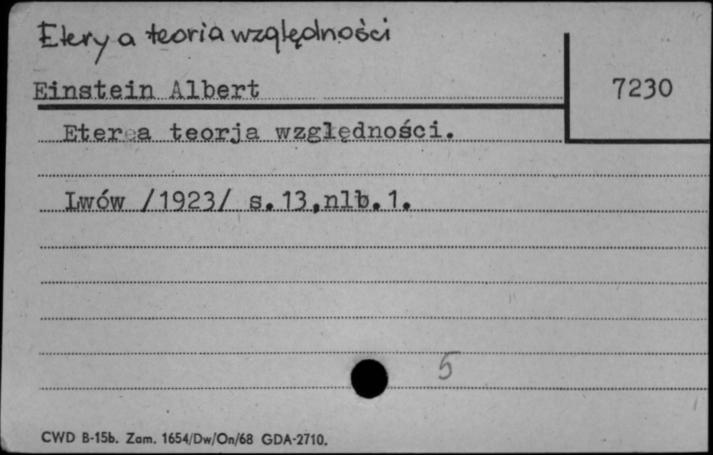 Etery a teoria względności
Einstein Albert
7230
Eter a teorja względności.
Lwów /1923/ s.13,nlb.1.
5
CWD B-15b. Zam. 1654/Dw/On/68 GDA-2710.